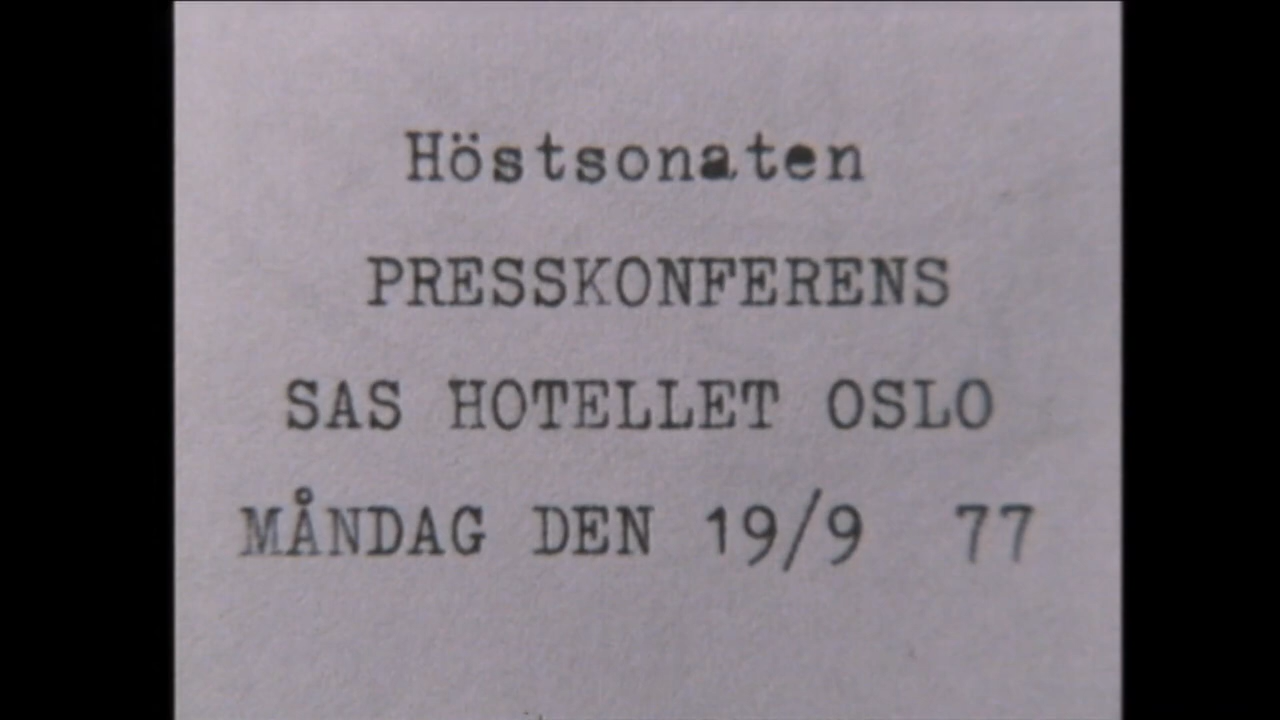 Höstsonaten
PRESSKONFERENS
SAS HOTELLET OSLO
MÅNDAG DEN 19/9 77